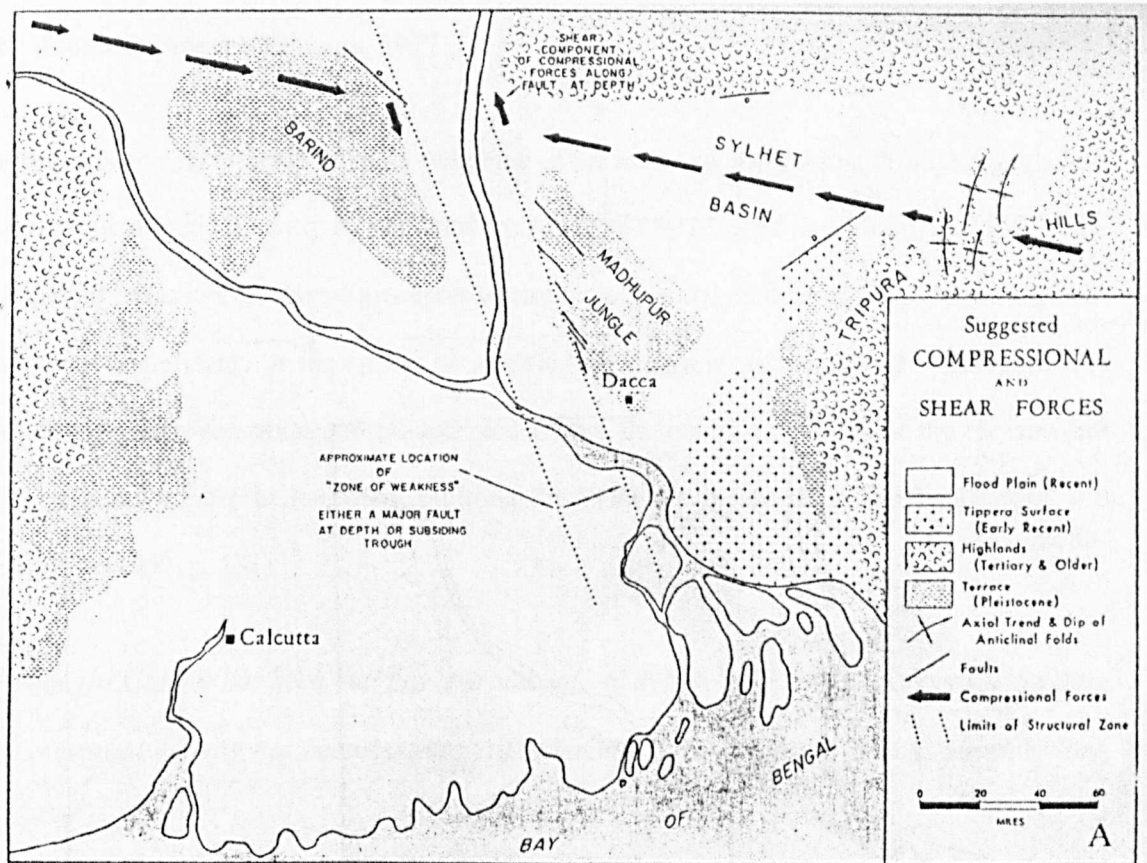 SHEAR
COMPONENT
OF COMPRESSIONAL
FORCES ALONG
FAULT, AT DEPTH
BARIND
SYLHET
BASIN
HILLS
TRIPURA
MADHUPUR
JUNGLE
Dacca
APPROXIMATE LOCATION
OF
"ZONE OF WEAKNESS"
EITHER A MAJOR FAULT
AT DEPTH OR SUBSIDING
TROUGH
Calcutta
BAY
OF
BENGAL
Suggested
COMPRESSIONAL
AND
SHEAR FORCES
Flood Plain (Recent)
Tippera Surface
(Early Recent)
Highlands
(Tertiary & Older)
Terrace
(Pleistocene)
Axial Trend & Dip of
Anticlinal Folds
Faults
Compressional Forces
Limits of Structural Zone
0 20 40 60
MILES
A